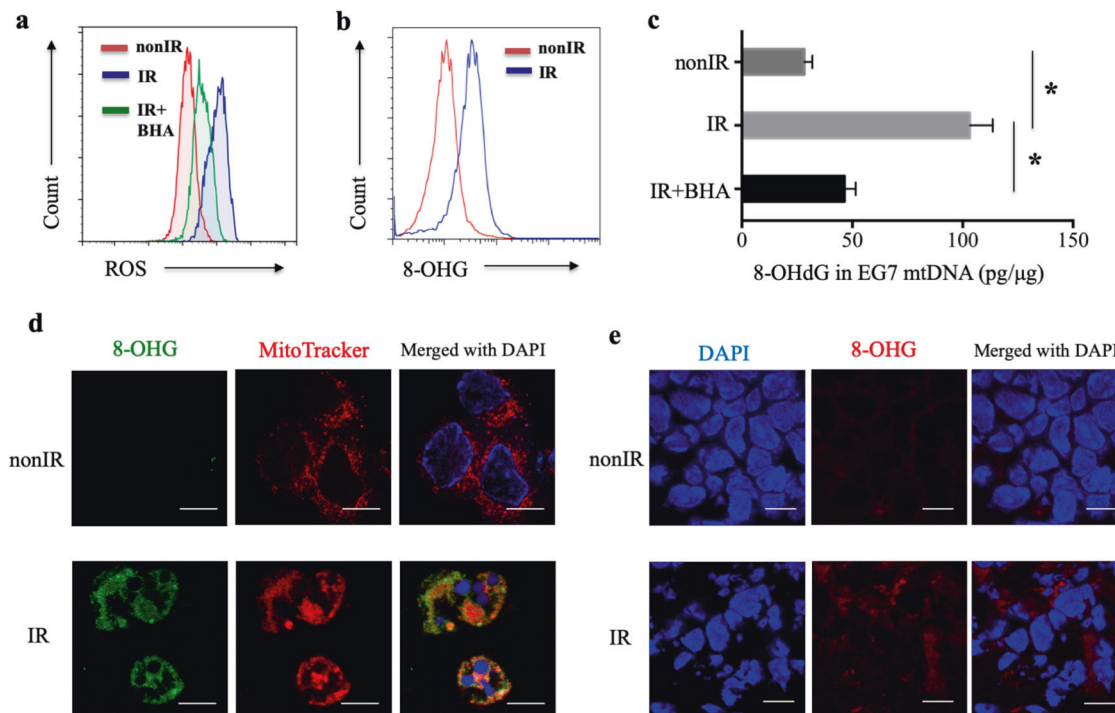 a
nonIR
IR
IR+
BHA
Count
ROS
b
nonIR
IR
Count
8-OHG
c
nonIR
IR
IR+BHA
*
*
0
50
100
150
8-OHdG in EG7 mtDNA (pg/µg)
d
8-OHG
MitoTracker
Merged with DAPI
nonIR
IR
e
DAPI
8-OHG
Merged with DAPI
nonIR
IR